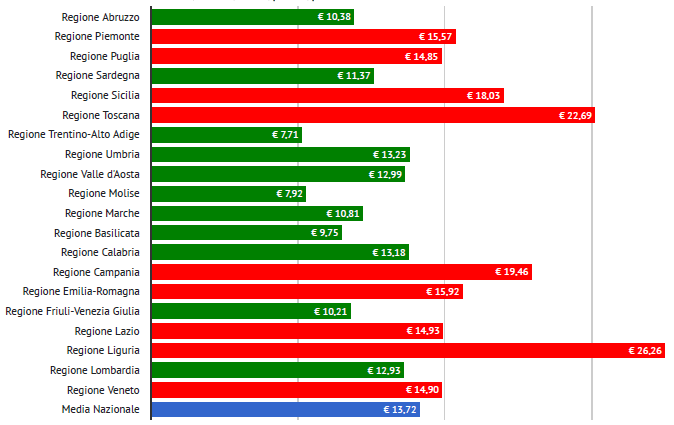 Regione Abruzzo € 10,38
Regione Piemonte € 15,57
Regione Puglia € 14,85
Regione Sardegna € 11,37
Regione Sicilia € 18,03
Regione Toscana € 22,69
Regione Trentino-Alto Adige € 7,71
Regione Umbria € 13,23
Regione Valle d'Aosta € 12,99
Regione Molise € 7,92
Regione Marche € 10,81
Regione Basilicata € 9,75
Regione Calabria € 13,18
Regione Campania € 19,46
Regione Emilia-Romagna € 15,92
Regione Friuli-Venezia Giulia € 10,21
Regione Lazio € 14,93
Regione Liguria € 26,26
Regione Lombardia € 12,93
Regione Veneto € 14,90
Media Nazionale € 13,72